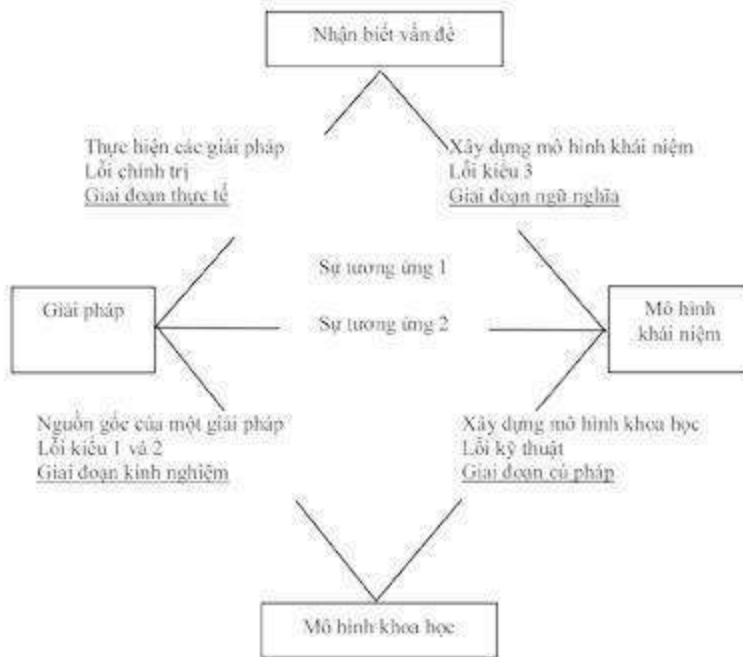 Nhận biết vấn đề
Thực hiện các giải pháp
Lỗi chính trị
Giai đoạn thực tế
Xây dựng mô hình khái niệm
Lỗi kiểu 3
Giai đoạn ngữ nghĩa
Sự tương ứng 1
Giải pháp
Sự tương ứng 2
Mô hình
khái niệm
Nguồn gốc của một giải pháp
Lỗi kiểu 1 và 2
Giai đoạn kinh nghiệm
Xây dựng mô hình khoa học
Lỗi kỹ thuật
Giai đoạn cú pháp
Mô hình khoa học